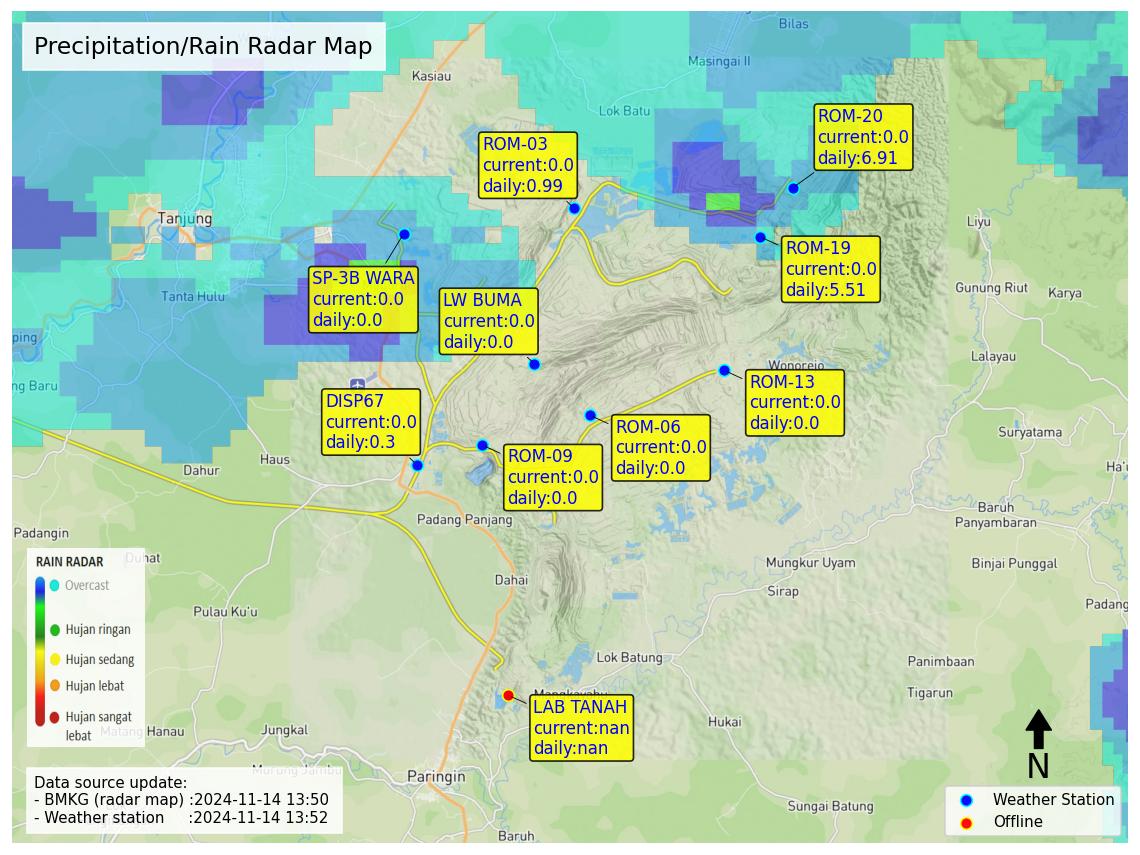 Precipitation/Rain Radar Map
Bilas
Masingai II
Kasiau
Lok Batu
ROM-20
current:0.0
daily:6.91
ROM-03
current:0.0
daily:0.99
Tanjung
Liyu
ROM-19
current:0.0
daily:5.51
SP-3B WARA
current:0.0
daily:0.0
Tanta Hulu
LW BUMA
current:0.0
daily:0.0
Gunung Riut
Karya
ping
Lalayau
Wonorejo
ng Baru
ROM-13
current:0.0
daily:0.0
DISP67
current:0.0
daily:0.3
ROM-06
current:0.0
daily:0.0
Suryatama
ROM-09
current:0.0
daily:0.0
Haus
Dahur
Ha'u
Baruh
Panyambaran
Padang Panjang
Padangin
Duhat
Mungkur Uyam
Binjai Punggal
RAIN RADAR
Overcast
Hujan ringan
Hujan sedang
Hujan lebat
Hujan sangat
lebat
Dahai
Sirap
Padang
Pulau Ku'u
Lok Batung
Panimbaan
Tigarun
Mangkayahu
LAB TANAH
current:nan
daily:nan
Hukai
Matang Hanau
Jungkal
Murung Jambu
Paringin
N
Data source update:
- BMKG (radar map) :2024-11-14 13:50
- Weather station :2024-11-14 13:52
Sungai Batung
Baruh
Weather Station
Offline